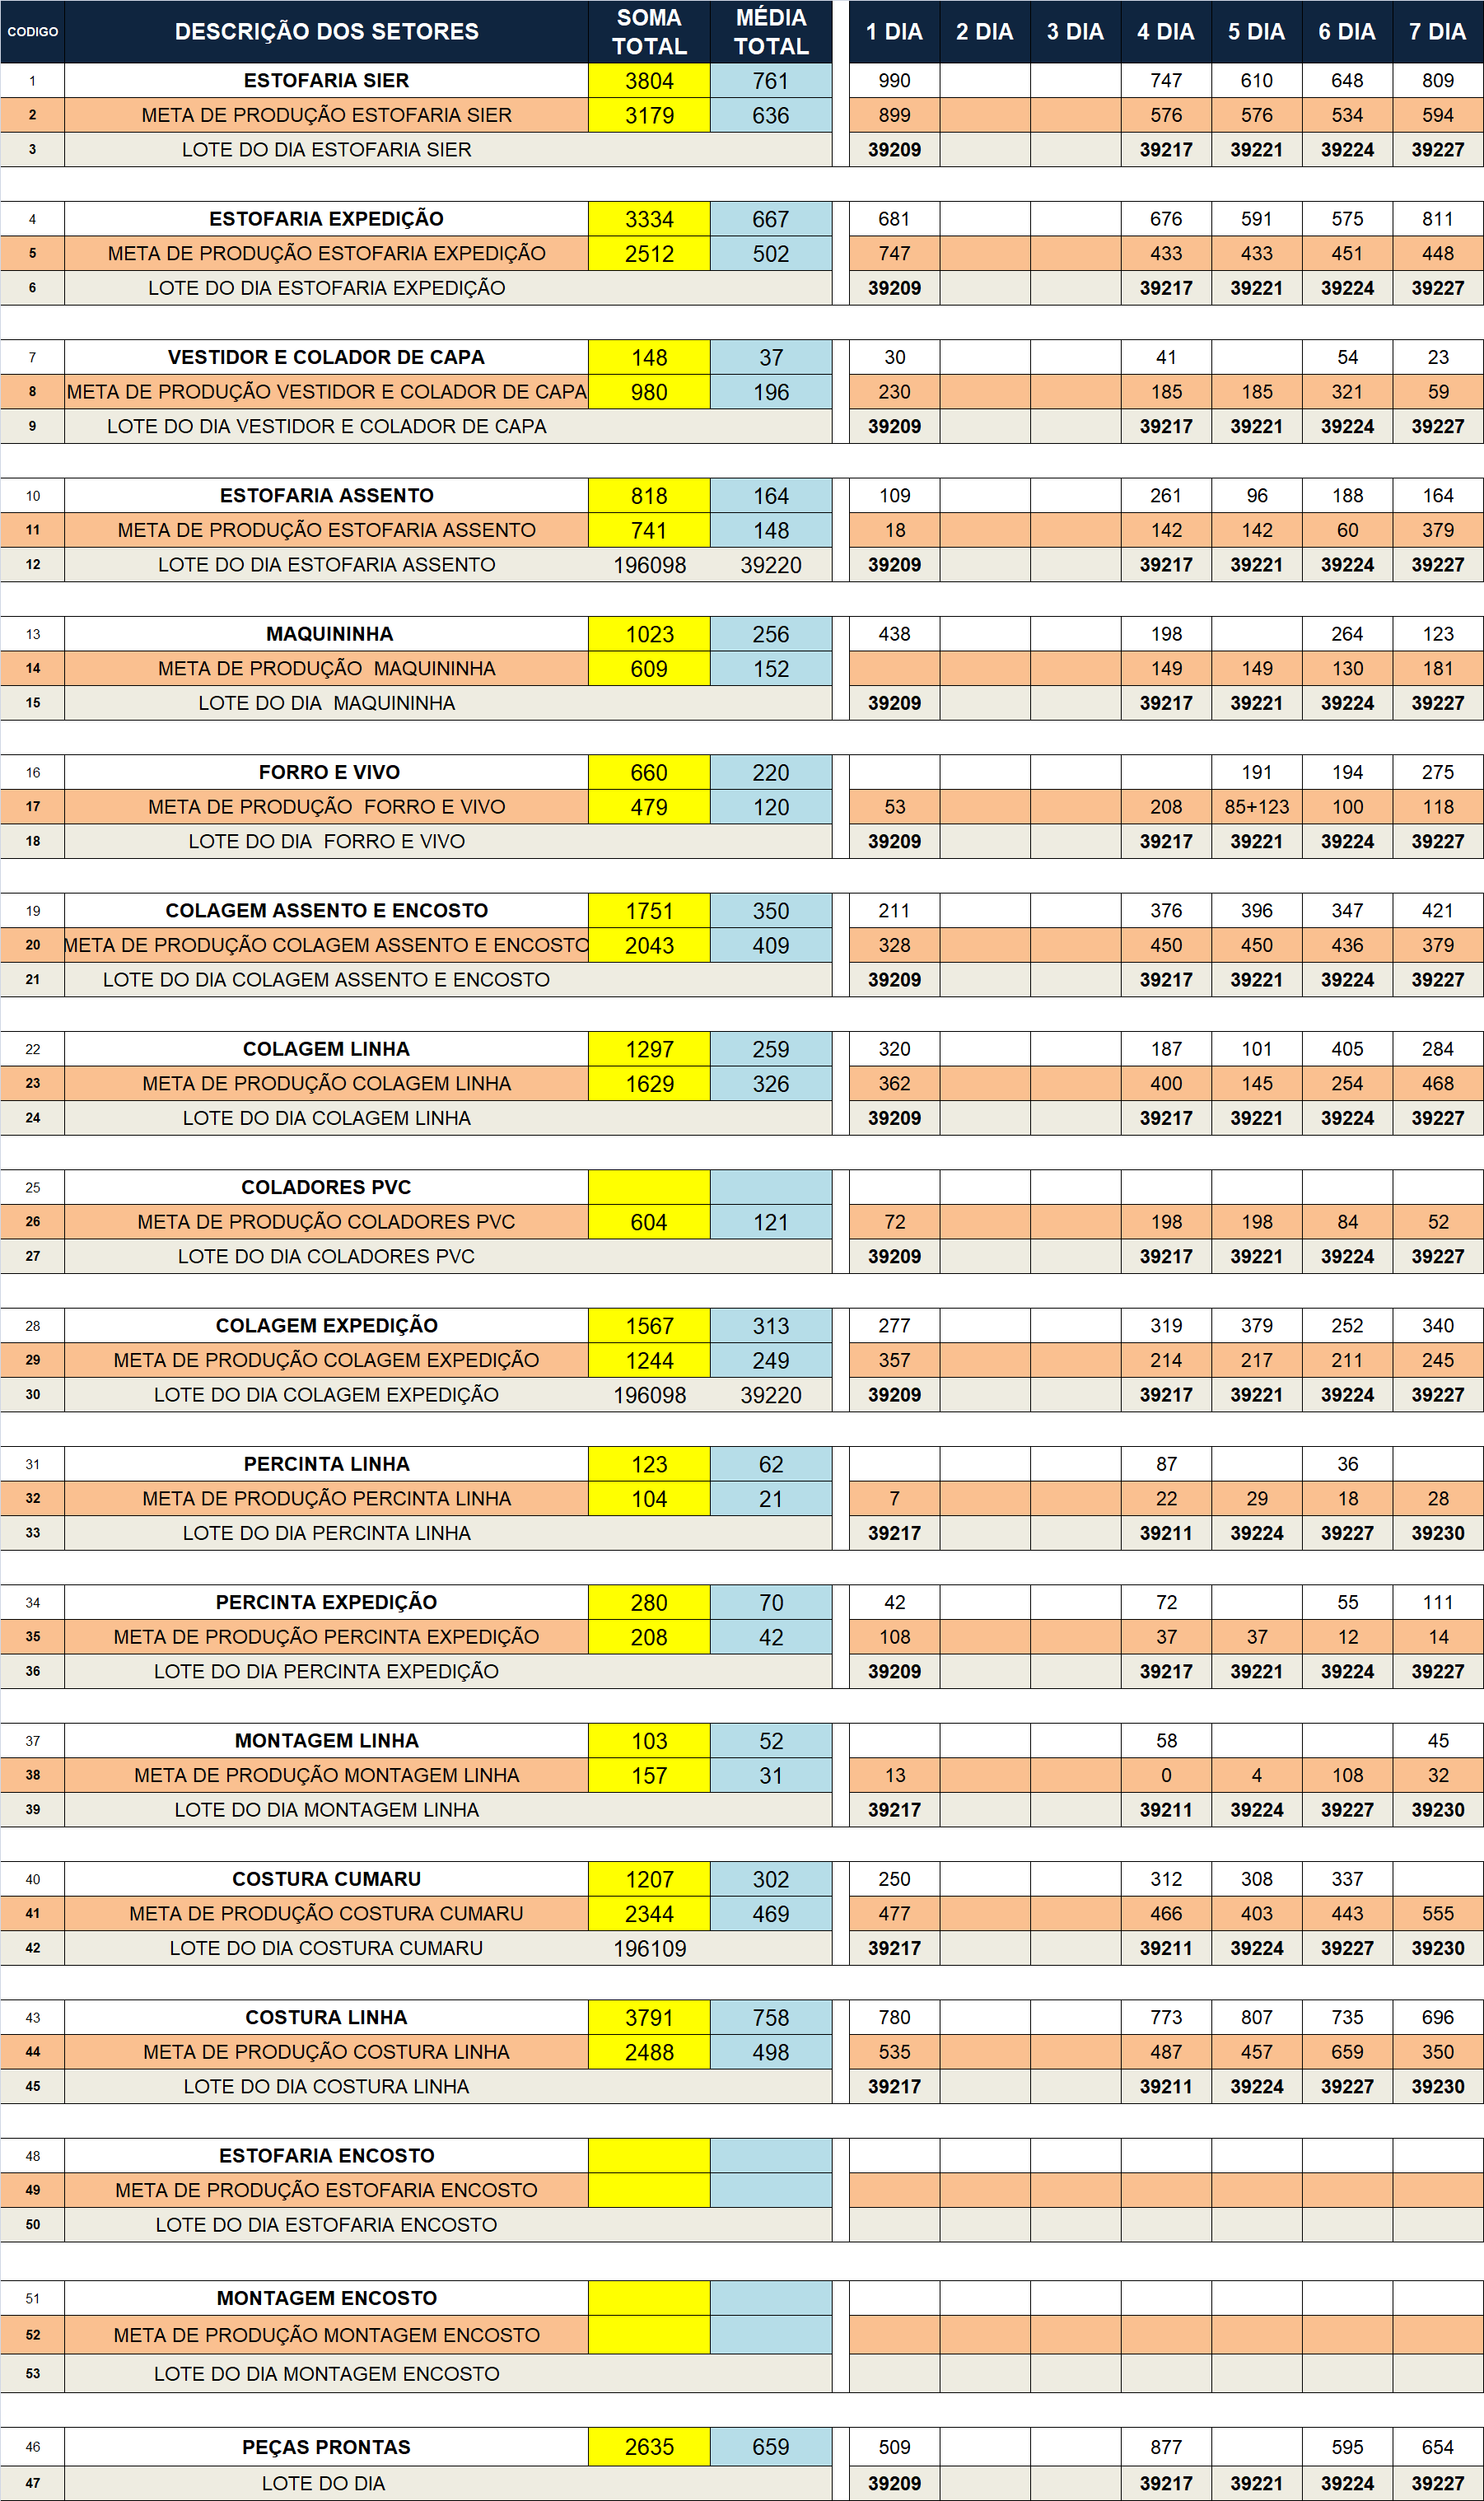 CODIGO DESCRIÇÃO DOS SETORES SOMA TOTAL MÉDIA TOTAL 1 DIA 2 DIA 3 DIA 4 DIA 5 DIA 6 DIA 7 DIA
1 ESTOFARIA SIER 3804 761 990 747 610 648 809
2 META DE PRODUÇÃO ESTOFARIA SIER 3179 636 899 576 576 534 594
3 LOTE DO DIA ESTOFARIA SIER 39209 39217 39221 39224 39227
4 ESTOFARIA EXPEDIÇÃO 3334 667 681 676 591 575 811
5 META DE PRODUÇÃO ESTOFARIA EXPEDIÇÃO 2512 502 747 433 433 451 448
6 LOTE DO DIA ESTOFARIA EXPEDIÇÃO 39209 39217 39221 39224 39227
7 VESTIDOR E COLADOR DE CAPA 148 37 30 41 54 23
8 META DE PRODUÇÃO VESTIDOR E COLADOR DE CAPA 980 196 230 185 185 321 59
9 LOTE DO DIA VESTIDOR E COLADOR DE CAPA 39209 39217 39221 39224 39227
10 ESTOFARIA ASSENTO 818 164 109 261 96 188 164
11 META DE PRODUÇÃO ESTOFARIA ASSENTO 741 148 18 142 142 60 379
12 LOTE DO DIA ESTOFARIA ASSENTO 196098 39220 39209 39217 39221 39224 39227
13 MAQUININHA 1023 256 438 198 264 123
14 META DE PRODUÇÃO MAQUININHA 609 152 149 149 130 181
15 LOTE DO DIA MAQUININHA 39209 39217 39221 39224 39227
16 FORRO E VIVO 660 220 191 194 275
17 META DE PRODUÇÃO FORRO E VIVO 479 120 53 208 85+123 100 118
18 LOTE DO DIA FORRO E VIVO 39209 39217 39221 39224 39227
19 COLAGEM ASSENTO E ENCOSTO 1751 350 211 376 396 347 421
20 META DE PRODUÇÃO COLAGEM ASSENTO E ENCOSTO 2043 409 328 450 450 436 379
21 LOTE DO DIA COLAGEM ASSENTO E ENCOSTO 39209 39217 39221 39224 39227
22 COLAGEM LINHA 1297 259 320 187 101 405 284
23 META DE PRODUÇÃO COLAGEM LINHA 1629 326 362 400 145 254 468
24 LOTE DO DIA COLAGEM LINHA 39209 39217 39221 39224 39227
25 COLADORES PVC
26 META DE PRODUÇÃO COLADORES PVC 604 121 72 198 198 84 52
27 LOTE DO DIA COLADORES PVC 39209 39217 39221 39224 39227
28 COLAGEM EXPEDIÇÃO 1567 313 277 319 379 252 340
29 META DE PRODUÇÃO COLAGEM EXPEDIÇÃO 1244 249 357 214 217 211 245
30 LOTE DO DIA COLAGEM EXPEDIÇÃO 196098 39220 39209 39217 39221 39224 39227
31 PERCINTA LINHA 123 62 87 36
32 META DE PRODUÇÃO PERCINTA LINHA 104 21 7 22 29 18 28
33 LOTE DO DIA PERCINTA LINHA 39217 39211 39224 39227 39230
34 PERCINTA EXPEDIÇÃO 280 70 42 72 55 111
35 META DE PRODUÇÃO PERCINTA EXPEDIÇÃO 208 42 108 37 37 12 14
36 LOTE DO DIA PERCINTA EXPEDIÇÃO 39209 39217 39221 39224 39227
37 MONTAGEM LINHA 103 52 58 45
38 META DE PRODUÇÃO MONTAGEM LINHA 157 31 13 0 4 108 32
39 LOTE DO DIA MONTAGEM LINHA 39217 39211 39224 39227 39230
40 COSTURA CUMARU 1207 302 250 312 308 337
41 META DE PRODUÇÃO COSTURA CUMARU 2344 469 477 466 403 443 555
42 LOTE DO DIA COSTURA CUMARU 196109 39217 39211 39224 39227 39230
43 COSTURA LINHA 3791 758 780 773 807 735 696
44 META DE PRODUÇÃO COSTURA LINHA 2488 498 535 487 457 659 350
45 LOTE DO DIA COSTURA LINHA 39217 39211 39224 39227 39230
48 ESTOFARIA ENCOSTO
49 META DE PRODUÇÃO ESTOFARIA ENCOSTO
50 LOTE DO DIA ESTOFARIA ENCOSTO
51 MONTAGEM ENCOSTO
52 META DE PRODUÇÃO MONTAGEM ENCOSTO
53 LOTE DO DIA MONTAGEM ENCOSTO
46 PEÇAS PRONTAS 2635 659 509 877 595 654
47 LOTE DO DIA 39209 39217 39221 39224 39227